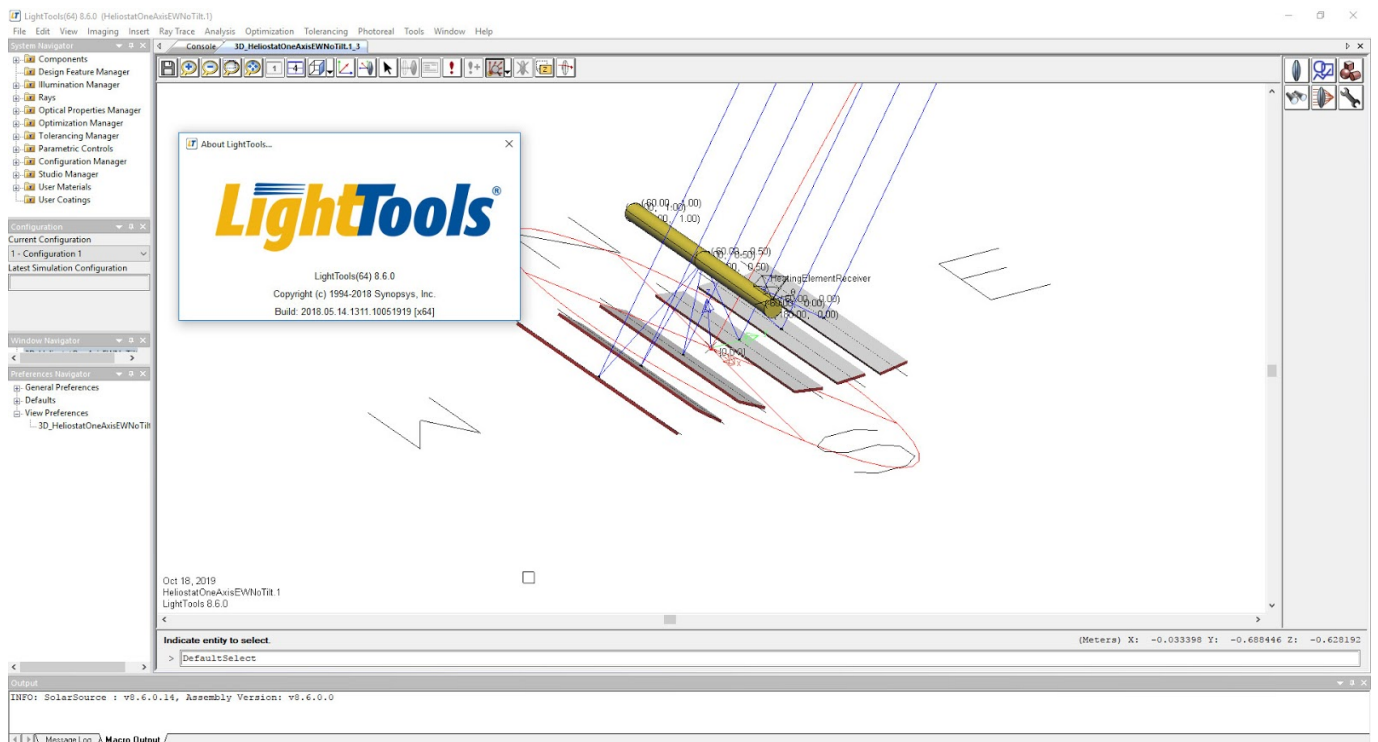 LightTools(64) 8.6.0 (HeliostatOneAxisEWNoTilt.1)
File Edit View Imaging Insert Ray Trace Analysis Optimization Tolerancing Photoreal Tools Window Help
System Navigator
Components
Design Feature Manager
Illumination Manager
Rays
Optical Properties Manager
Optimization Manager
Tolerancing Manager
Parametric Controls
Configuration Manager
Studio Manager
User Materials
User Coatings
Configuration
Current Configuration
1 - Configuration 1
Latest Simulation Configuration
Window Navigator
Preferences Navigator
General Preferences
Defaults
View Preferences
3D_HeliostatOneAxisEWNoTilt
Console 3D_HeliostatOneAxisEWNoTilt.1_3
About LightTools...
LightTools®
LightTools(64) 8.6.0
Copyright (c) 1994-2018 Synopsys, Inc.
Build: 2018.05.14.1311.10051919 [x64]
HeatingElementReceiver
E
W
S
Oct 18, 2019
HeliostatOneAxisEWNoTilt.1
LightTools 8.6.0
Indicate entity to select.
(Meters) X: -0.033398 Y: -0.688446 Z: -0.628192
> DefaultSelect
Output
INFO: SolarSource : v8.6.0.14, Assembly Version: v8.6.0.0
Message Log Macro Output